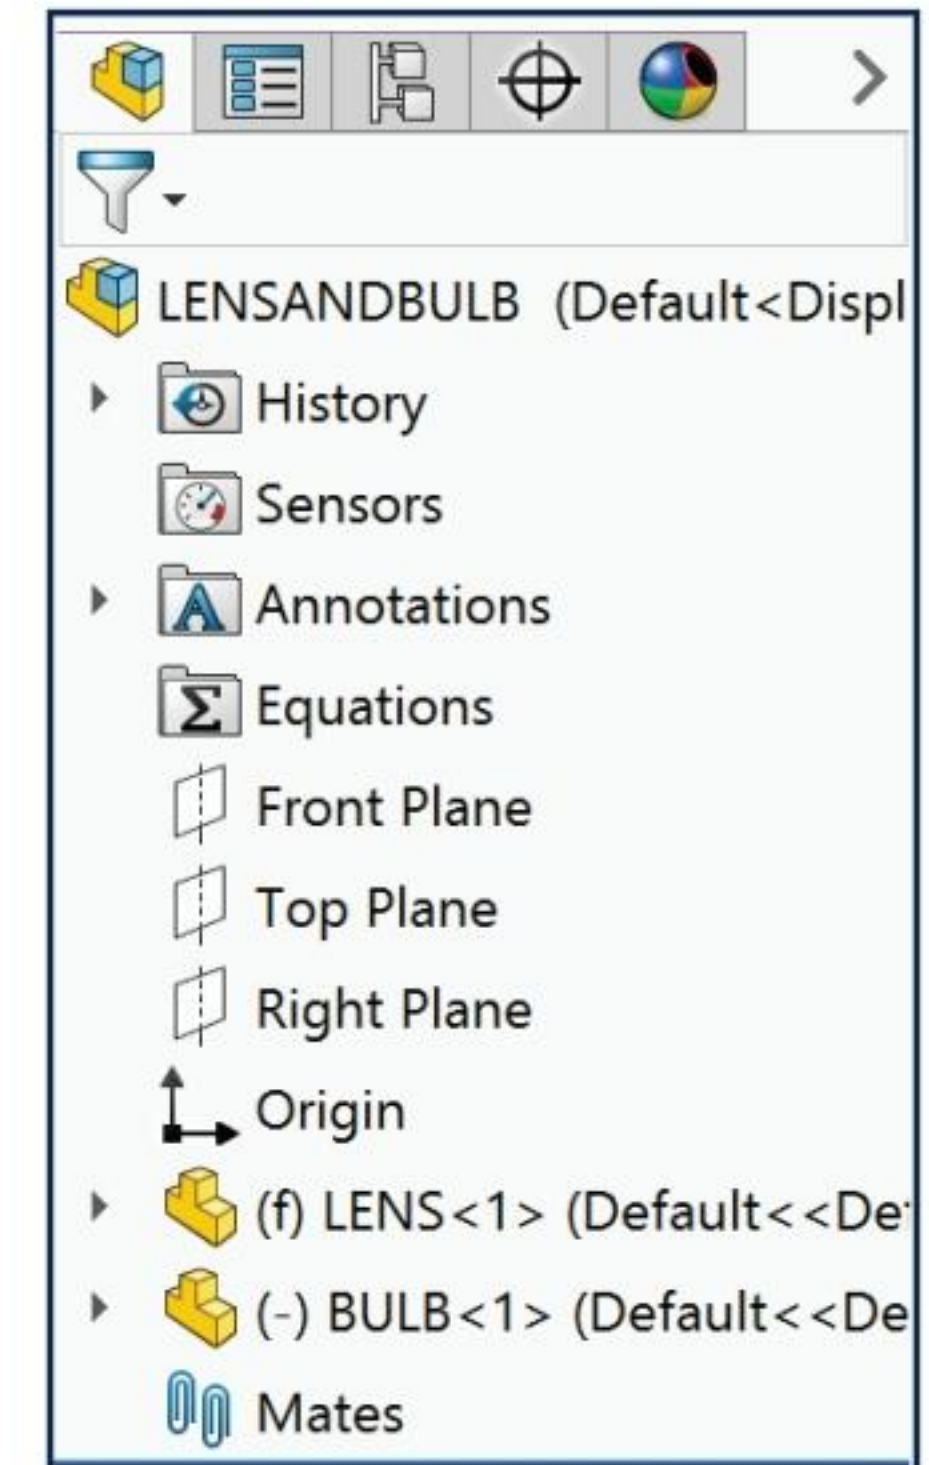 LENSANDBULB (Default<Displ
History
Sensors
Annotations
Equations
Front Plane
Top Plane
Right Plane
Origin
(f) LENS<1> (Default<<De
(-) BULB<1> (Default<<De
Mates